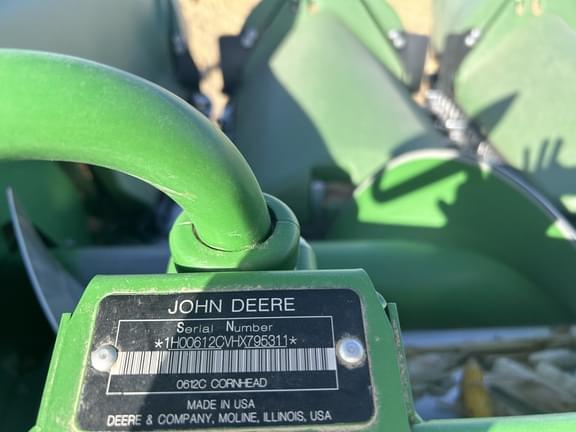 JOHN DEERE
Serial Number
*1H00612CVHX795311*
0612C CORNHEAD
MADE IN USA
DEERE & COMPANY, MOLINE, ILLINOIS, USA